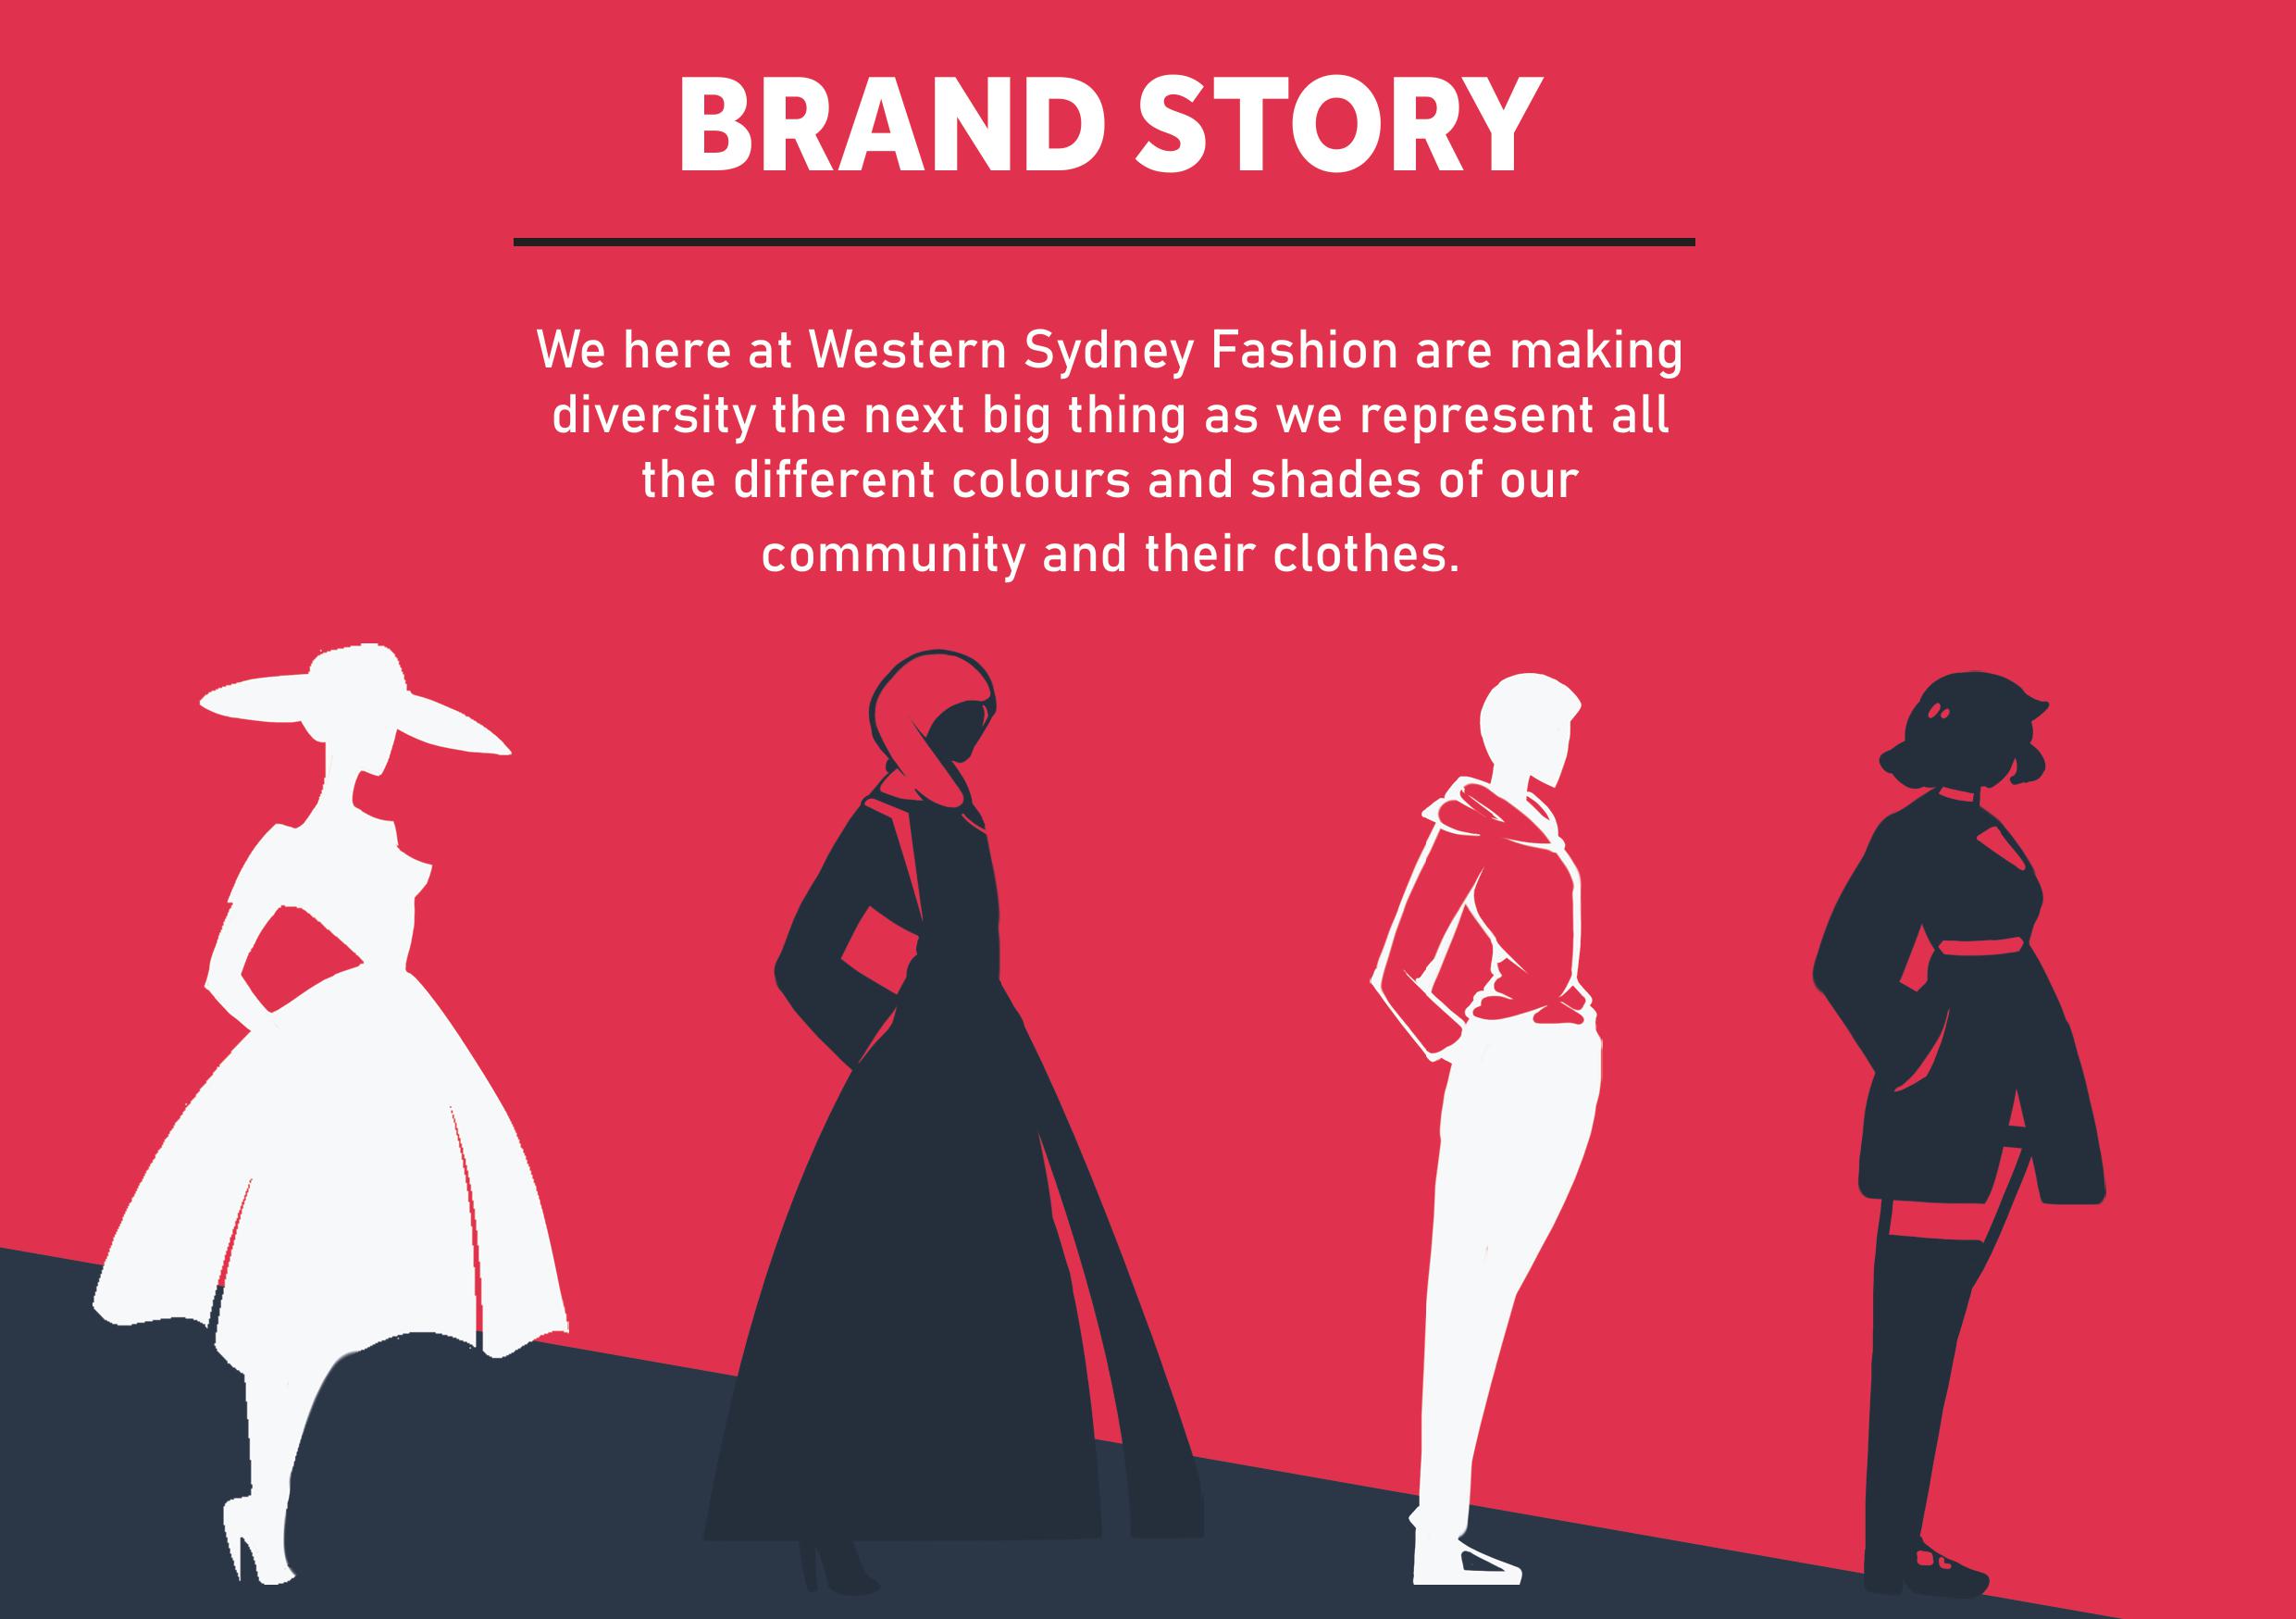 BRAND STORY
We here at Western Sydney Fashion are making
diversity the next big thing as we represent all
the different colours and shades of our
community and their clothes.